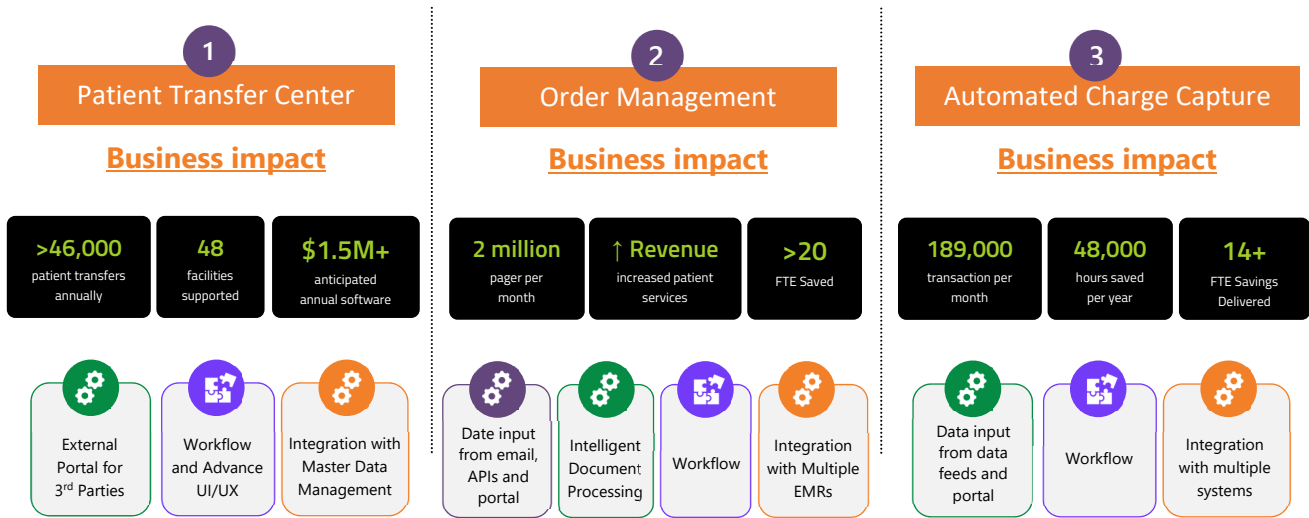 1
Patient Transfer Center
Business impact
>46,000
patient transfers
annually
48
facilities
supported
$1.5M+
anticipated
annual software
External
Portal for
3rd Parties
Workflow
and Advance
UI/UX
Integration with
Master Data
Management
2
Order Management
Business impact
2 million
pager per
month
↑ Revenue
increased patient
services
>20
FTE Saved
Date input
from email,
APIs and
portal
Intelligent
Document
Processing
Workflow
Integration
with Multiple
EMRs
3
Automated Charge Capture
Business impact
189,000
transaction per
month
48,000
hours saved
per year
14+
FTE Savings
Delivered
Data input
from data
feeds and
portal
Workflow
Integration
with multiple
systems